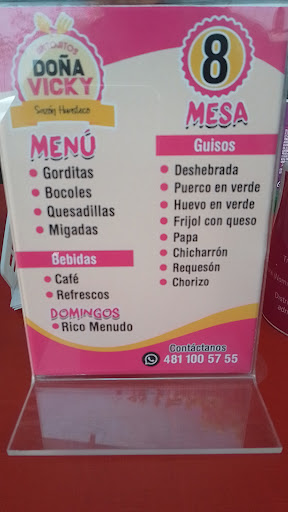 DOÑA
VICKY
Sazón Huasteco
MENÚ
Gorditas
Bocoles
Quesadillas
Migadas
Bebidas
Café
Refrescos
DOMINGOS
Rico Menudo
8
MESA
Guisos
Deshebrada
Puerco en verde
Huevo en verde
Frijol con queso
Papa
Chicharrón
Requesón
Chorizo
Contáctanos
481 100 57 55